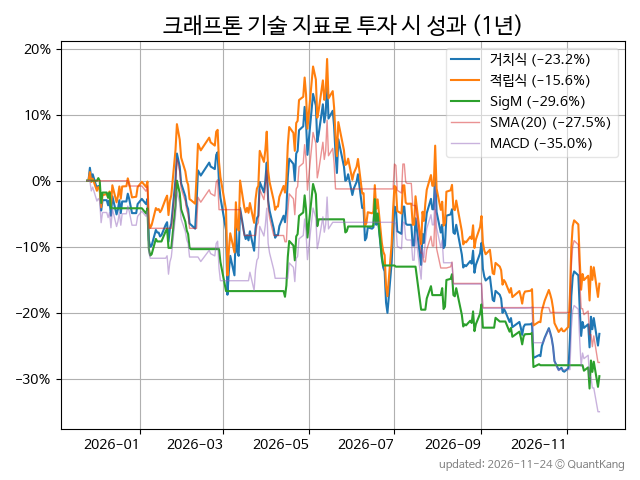 크래프톤 기술 지표로 투자 시 성과 (1년)
20%
10%
0%
−10%
−20%
−30%
거치식 (−23.2%)
적립식 (−15.6%)
SigM (−29.6%)
SMA(20) (−27.5%)
MACD (−35.0%)
2026-01
2026-03
2026-05
2026-07
2026-09
2026-11
updated: 2026-11-24 © QuantKang